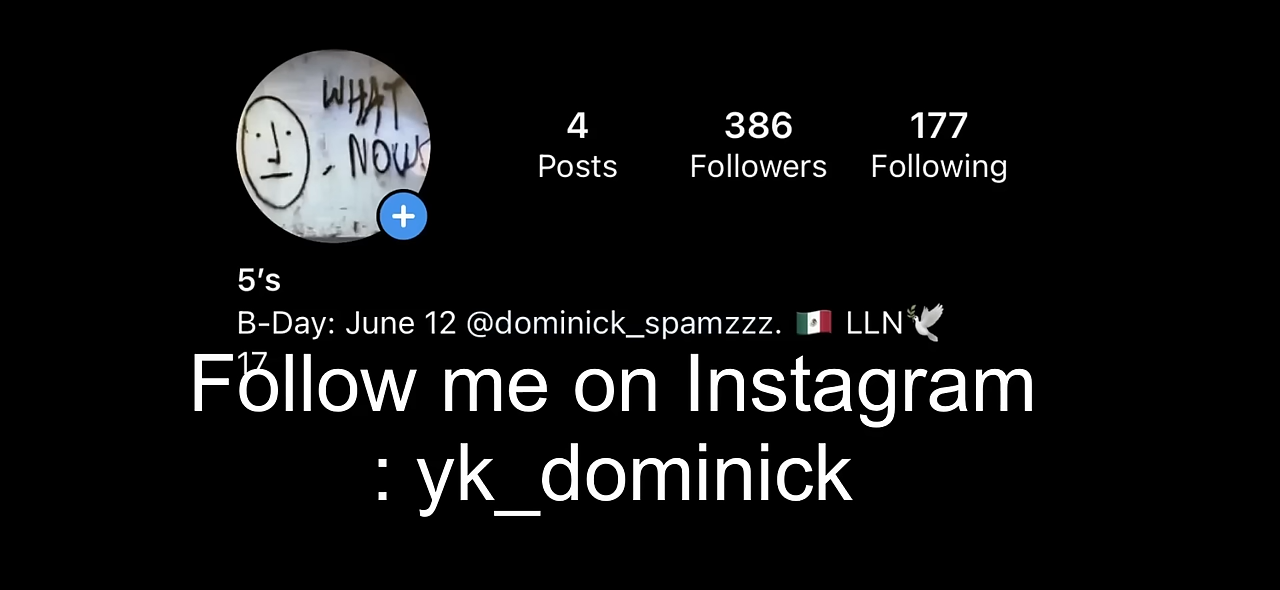 WHAT
NOW
4 386 177
Posts Followers Following
5’s
B-Day: June 12 @dominick_spamzzz. 🇲🇽 LLN🕊️
17
Follow me on Instagram
: yk_dominick